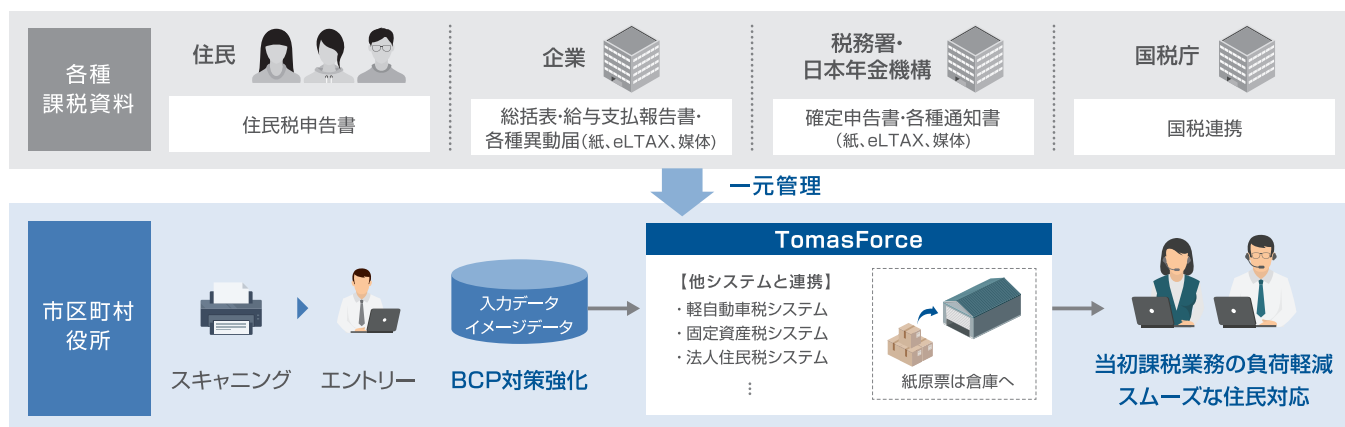 各種
課税資料
住民
住民税申告書
企業
総括表・給与支払報告書・
各種異動届(紙、eLTAX、媒体)
税務署・
日本年金機構
確定申告書・各種通知書
(紙、eLTAX、媒体)
国税庁
国税連携
一元管理
市区町村
役所
スキャニング
エントリー
入力データ
イメージデータ
BCP対策強化
TomasForce
【他システムと連携】
・軽自動車税システム
・固定資産税システム
・法人住民税システム
⋮
紙原票は倉庫へ
当初課税業務の負荷軽減
スムーズな住民対応